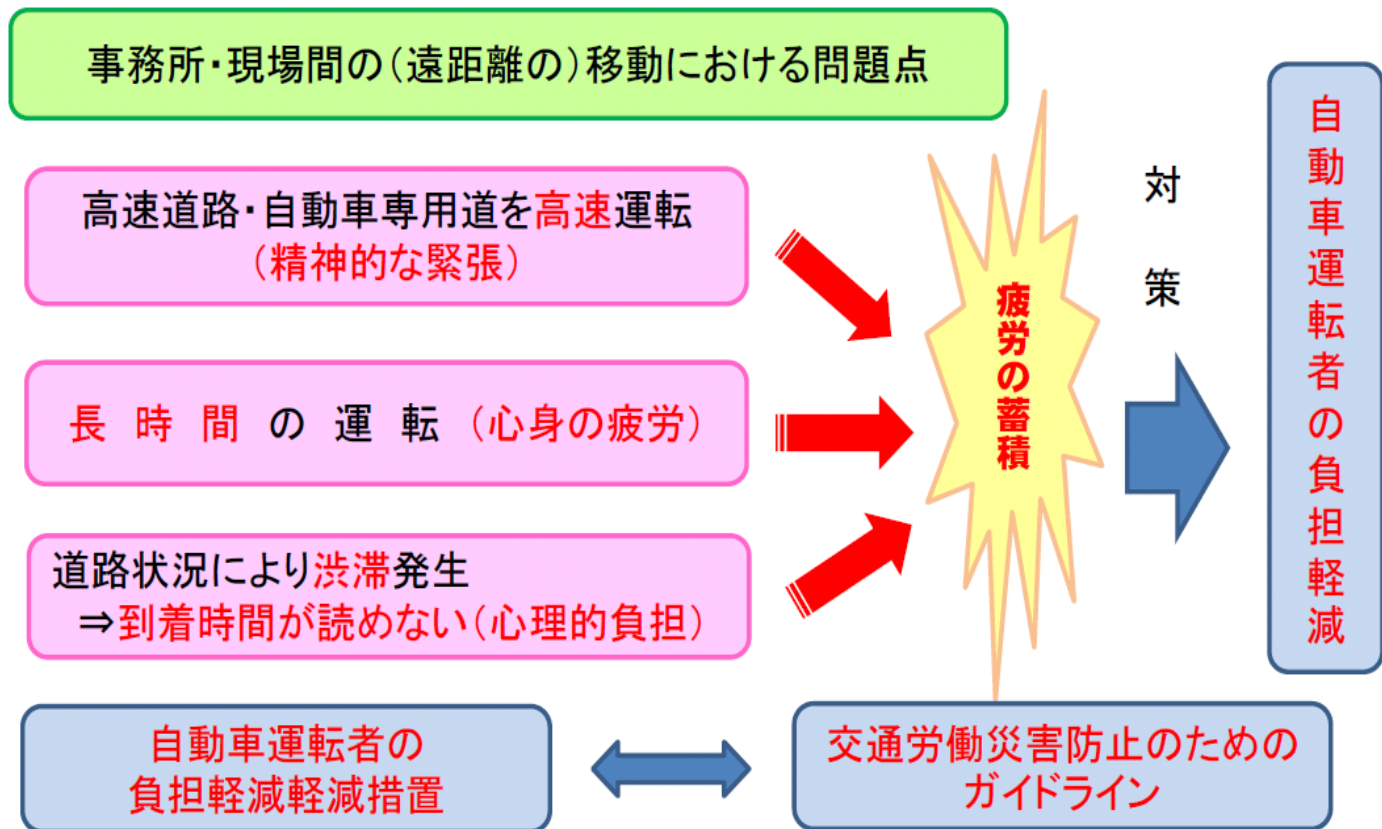 事務所・現場間の(遠距離の)移動における問題点
高速道路・自動車専用道を高速運転
(精神的な緊張)
長時間の運転(心身の疲労)
道路状況により渋滞発生
⇒到着時間が読めない(心理的負担)
疲労の蓄積
対策
自動車運転者の負担軽減
自動車運転者の
負担軽減軽減措置
交通労働災害防止のための
ガイドライン